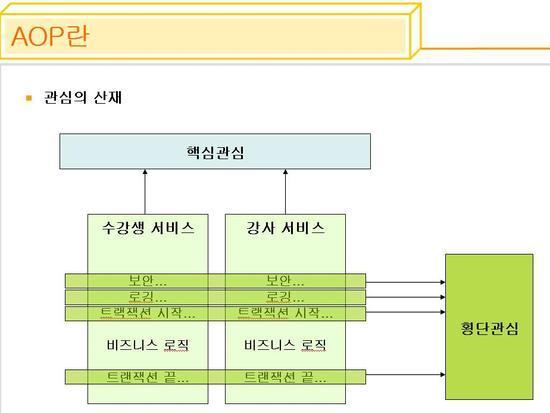 AOP란
관심의 산재
핵심관심
수강생 서비스 강사 서비스
보안... 보안...
로깅... 로깅...
트랙잭션 시작... 트랙잭션 시작...
횡단관심
비즈니스 로직 비즈니스 로직
트랜잭션 끝... 트랜잭션 끝...